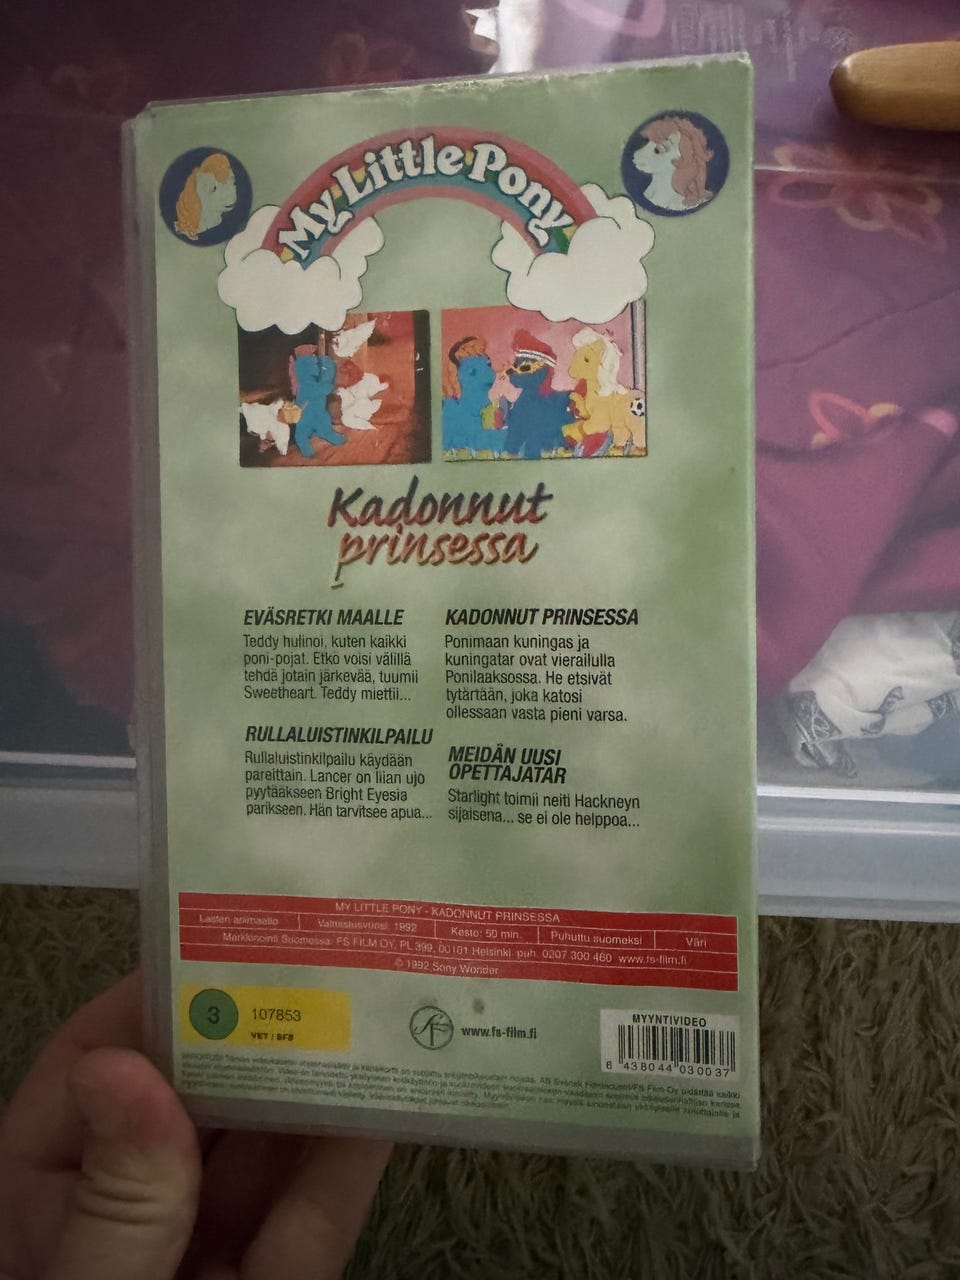 My Little Pony
Kadonnut
prinsessa
EVÄSRETKI MAALLE
Teddy hulinoi, kuten kaikki
poni-pojat. Etkö voisi välillä
tehdä jotain järkevää, tuumii
Sweetheart. Teddy miettii...
RULLALUISTINKILPAILU
Rullaluistinkilpailu käydään
pareittain. Lancer on liian ujo
pyytääkseen Bright Eyesia
parikseen. Hän tarvitsee apua...
KADONNUT PRINSESSA
Ponimaan kuningas ja
kuningatar ovat vierailulla
Ponilaaksossa. He etsivät
tytärtään, joka katosi
ollessaan vasta pieni varsa.
MEIDÄN UUSI
OPETTAJATAR
Starlight toimii neiti Hackneyn
sijaisena... se ei ole helppoa...
MY LITTLE PONY - KADONNUT PRINSESSA
Lasten animaatio Valmistusvuosi: 1992 Kesto: 50 min. Puhuttu suomeksi Väri
Markkinointi Suomessa: FS FILM OY, PL 399, 00101 Helsinki puh. 0207 300 460 www.fs-film.fi
© 1992 Sony Wonder
3
107853
VET / SFB
www.fs-film.fi
MYYNTIVIDEO
6 438044 030037